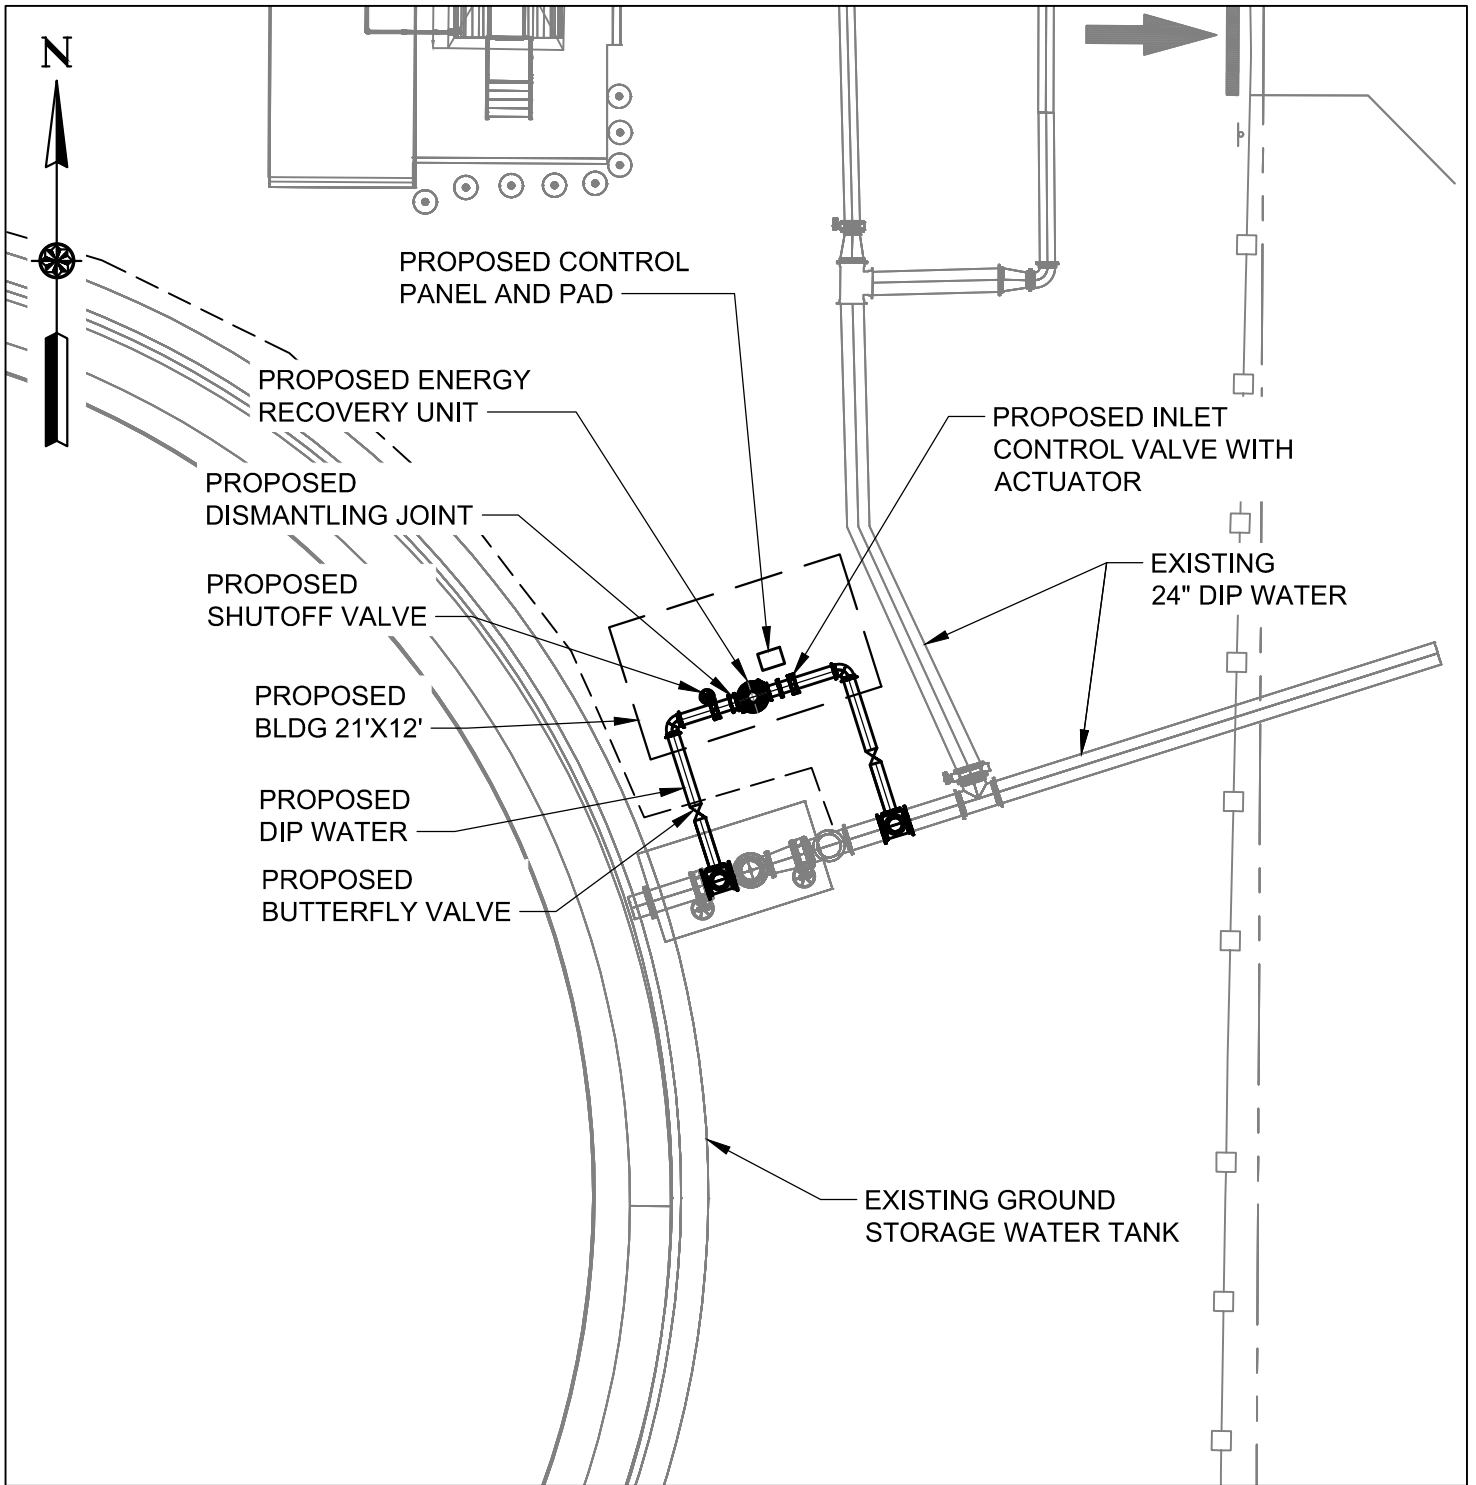 N
PROPOSED CONTROL
PANEL AND PAD
PROPOSED ENERGY
RECOVERY UNIT
PROPOSED INLET
CONTROL VALVE WITH
ACTUATOR
PROPOSED
DISMANTLING JOINT
EXISTING
24" DIP WATER
PROPOSED
SHUTOFF VALVE
PROPOSED
BLDG 21'X12'
PROPOSED
DIP WATER
PROPOSED
BUTTERFLY VALVE
EXISTING GROUND
STORAGE WATER TANK